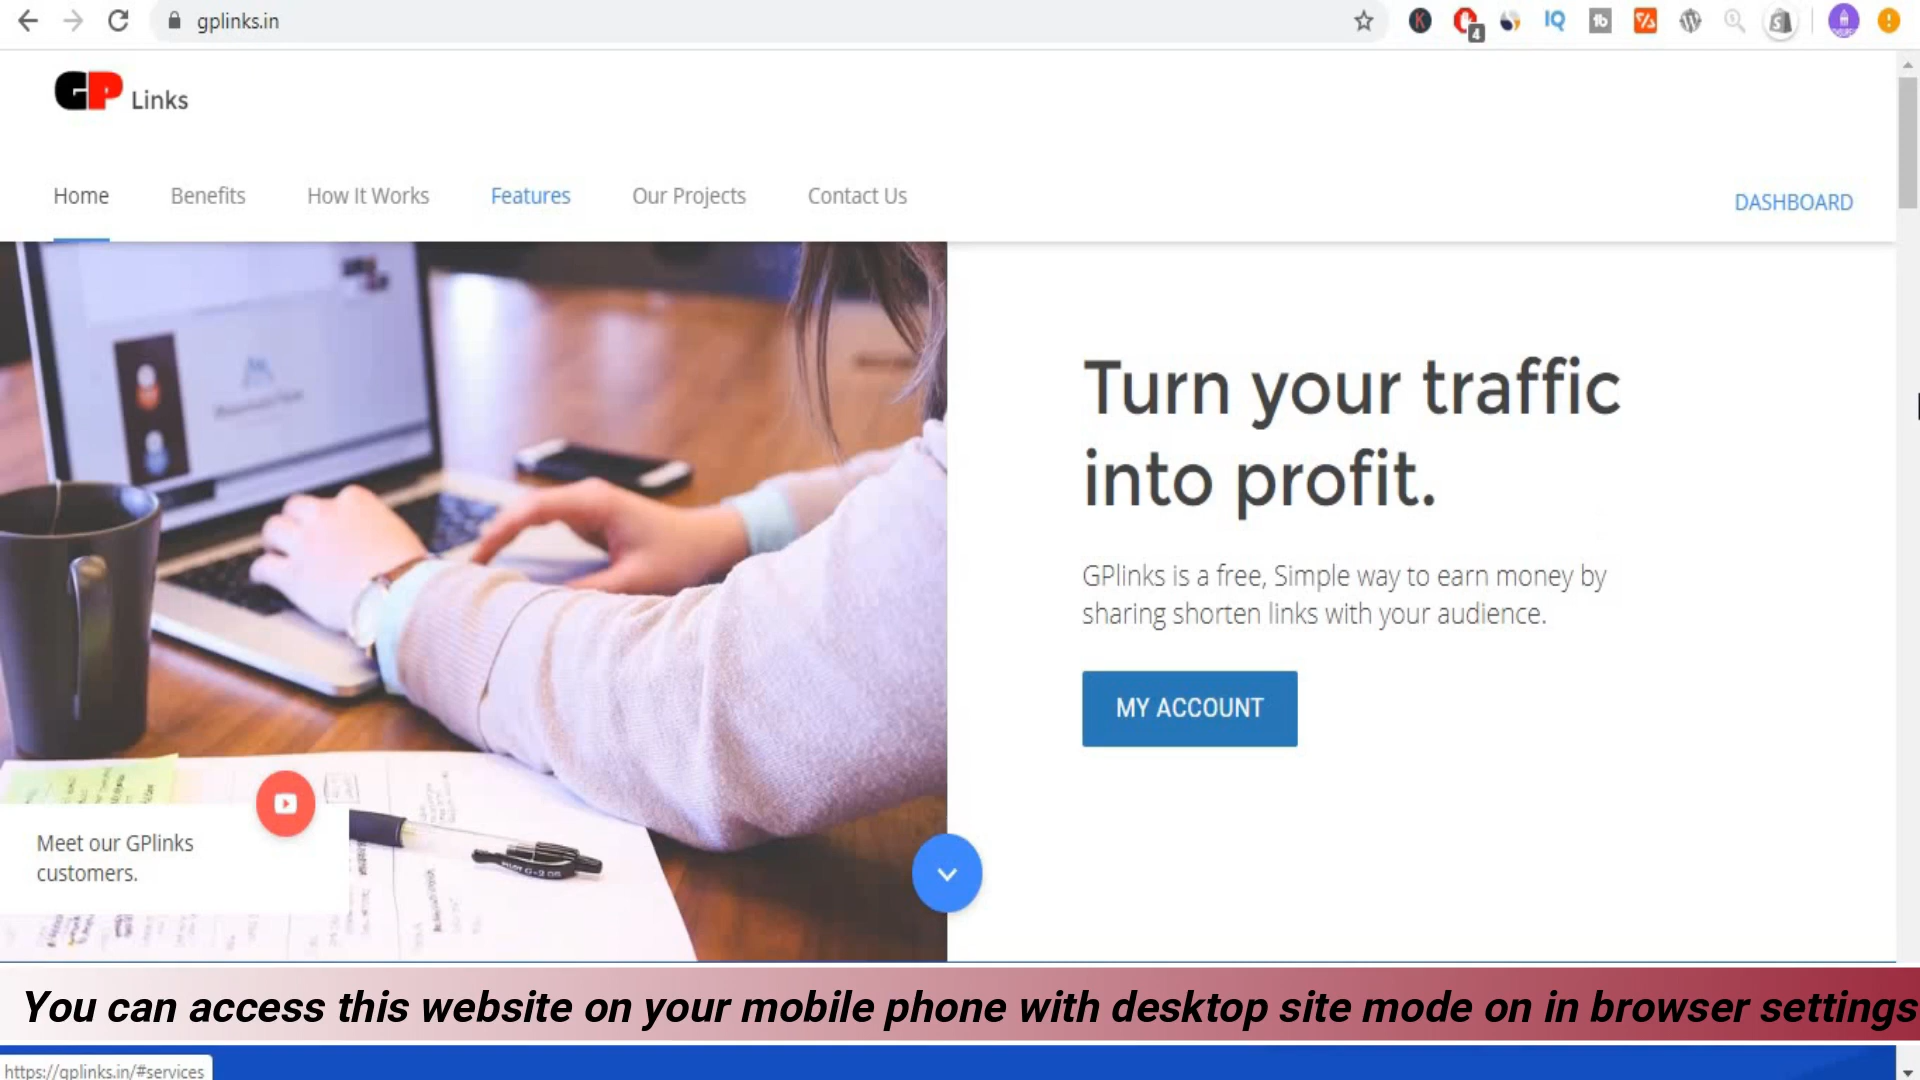 gplinks.in
4
GP Links
Home Benefits How It Works Features Our Projects Contact Us
DASHBOARD
Turn your traffic
into profit.
GPlinks is a free, Simple way to earn money by
sharing shorten links with your audience.
MY ACCOUNT
Meet our GPlinks
customers.
You can access this website on your mobile phone with desktop site mode on in browser settings
https://gplinks.in/#services